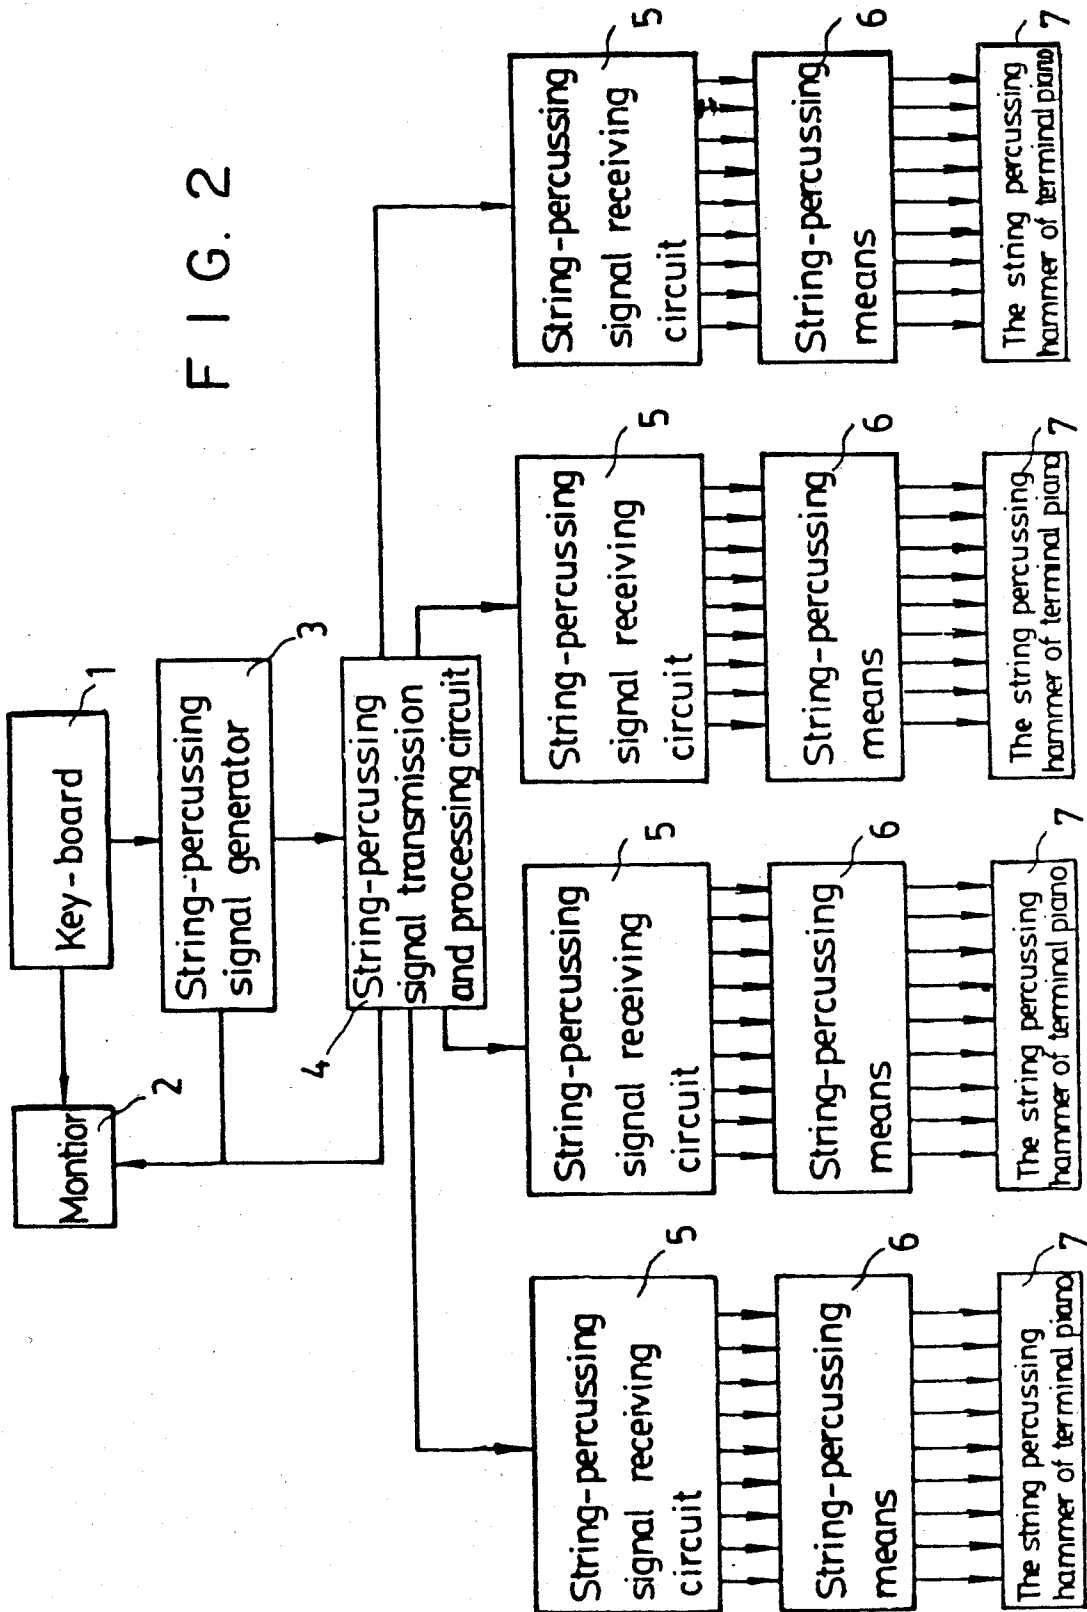 FIG. 2
Key-board
1
Montior
2
String-percussing
signal generator
3
4
String-percussing
signal transmission
and processing circuit
String-percussing
signal receiving
circuit
5
String-percussing
signal receiving
circuit
5
String-percussing
signal receiving
circuit
5
String-percussing
signal receiving
circuit
5
String-percussing
means
6
String-percussing
means
6
String-percussing
means
6
String-percussing
means
6
The string percussing
hammer of terminal piano
7
The string percussing
hammer of terminal piano
7
The string percussing
hammer of terminal piano
7
The string percussing
hammer of terminal piano
7